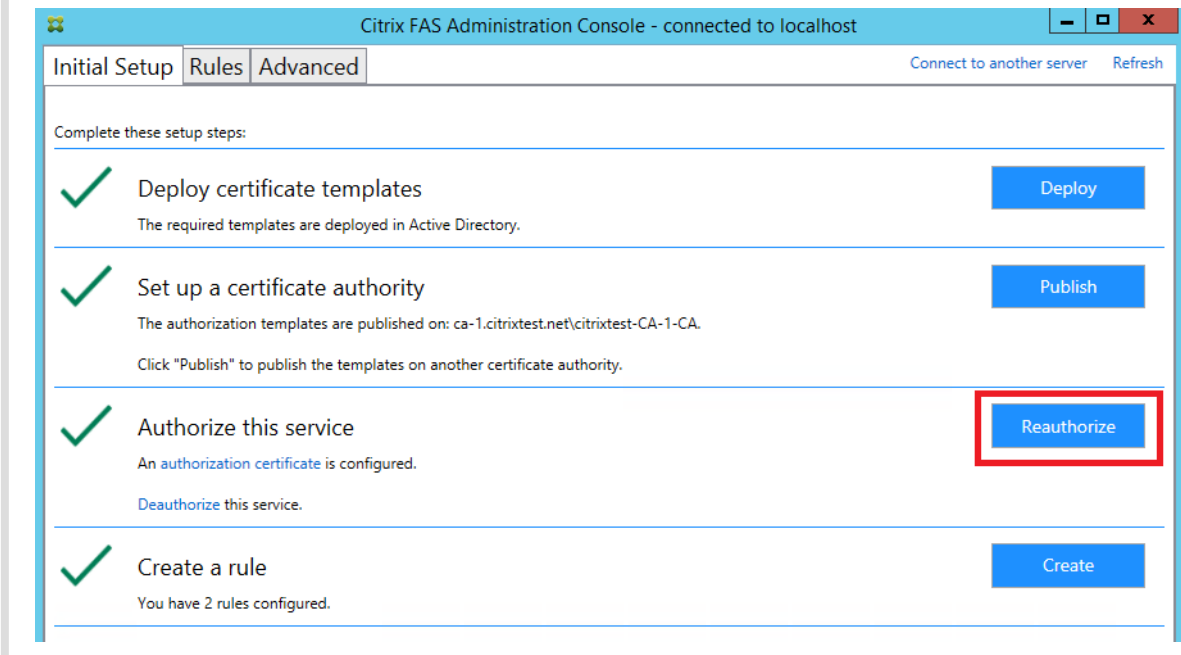 Citrix FAS Administration Console - connected to localhost
Initial Setup Rules Advanced Connect to another server Refresh
Complete these setup steps:
Deploy certificate templates
Deploy
The required templates are deployed in Active Directory.
Set up a certificate authority
Publish
The authorization templates are published on: ca-1.citrixtest.net\citrixtest-CA-1-CA.
Click "Publish" to publish the templates on another certificate authority.
Authorize this service
Reauthorize
An authorization certificate is configured.
Deauthorize this service.
Create a rule
Create
You have 2 rules configured.